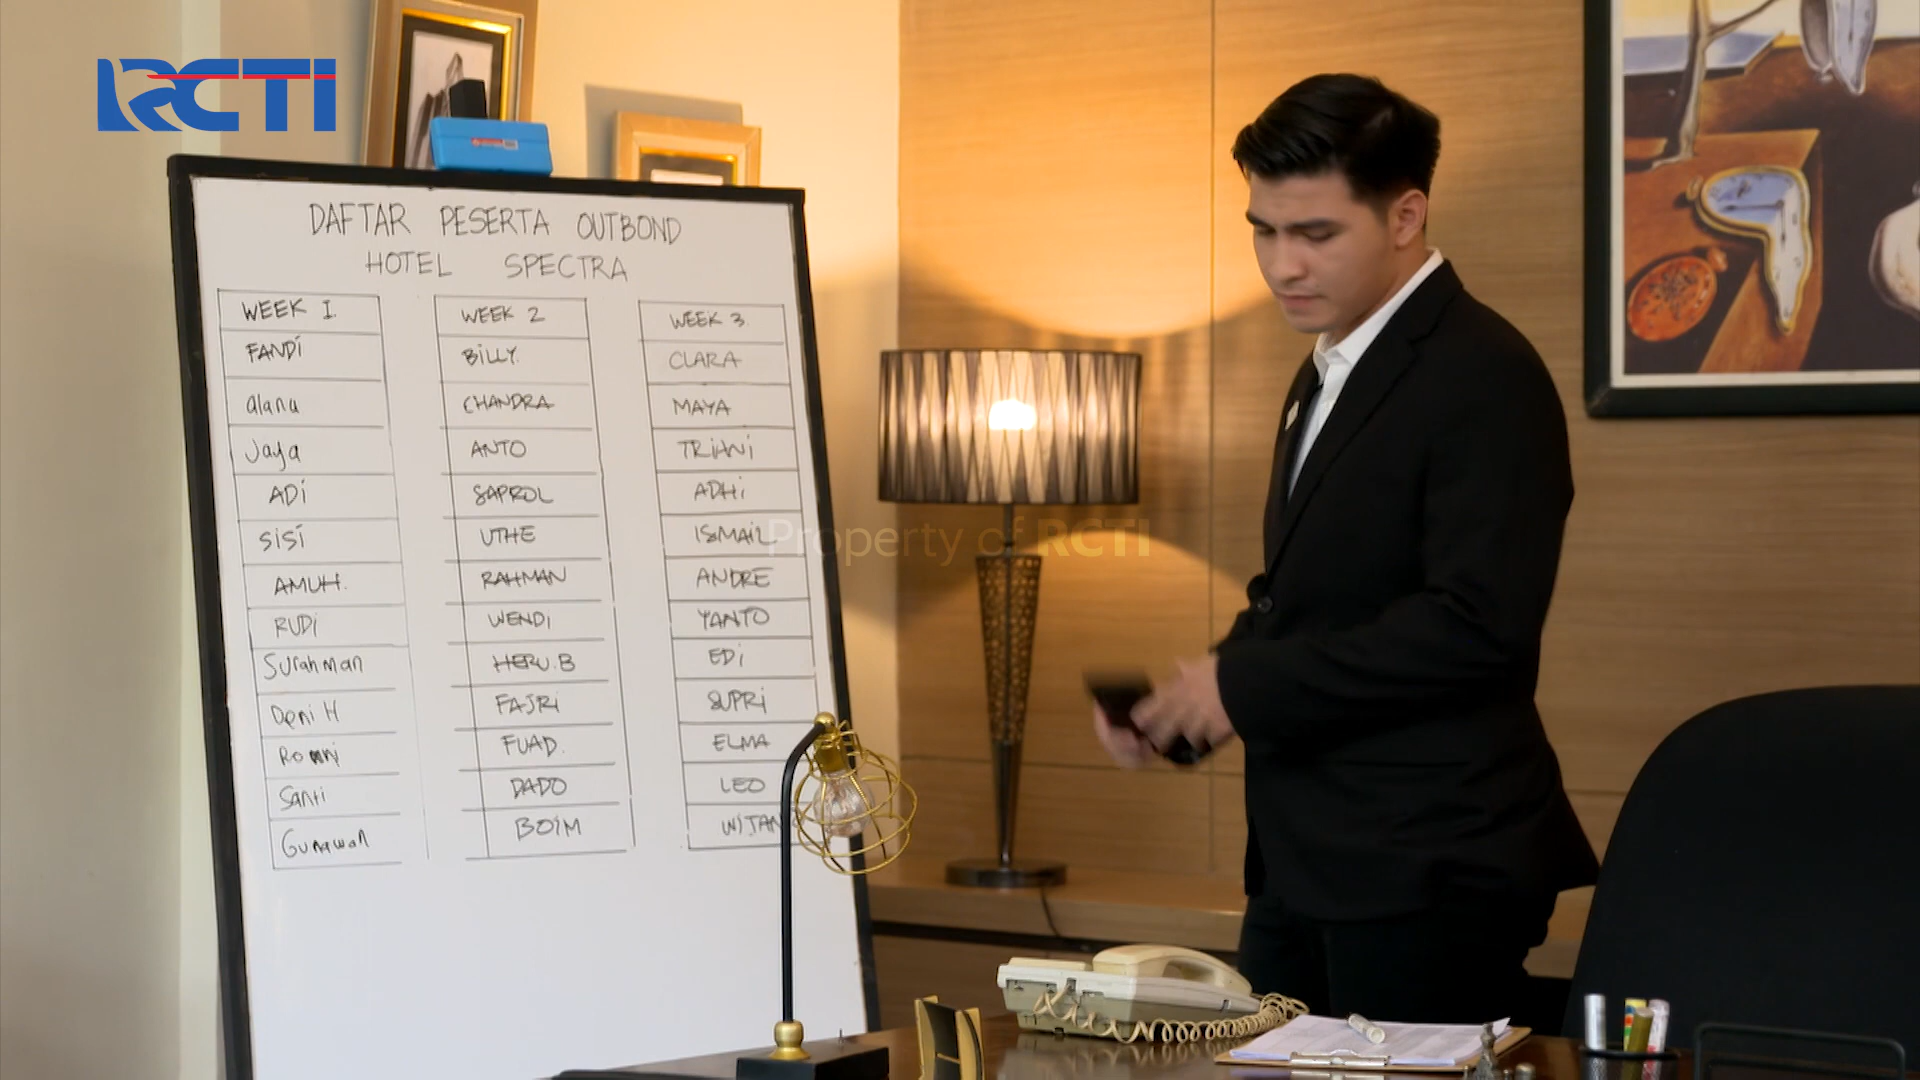 RCTI
DAFTAR PESERTA OUTBOND
HOTEL SPECTRA
WEEK 1.
FANDI
alanu
Jaya
ADI
SISI
AMUH.
RUDI
Surahman
Deni H
Santi
Gunawan
WEEK 2
BILLY.
CHANDRA
ANTO
SAPROL
UTHE
RAHMAN
WENDI
HERU.B
FAJRI
FUAD.
DADO
BOIM
WEEK 3.
CLARA
MAYA
TRIANI
ADHI
ISMAIL
ANDRE
YANTO
EDI
SUPRI
ELMA
LEO
Property of RCTI